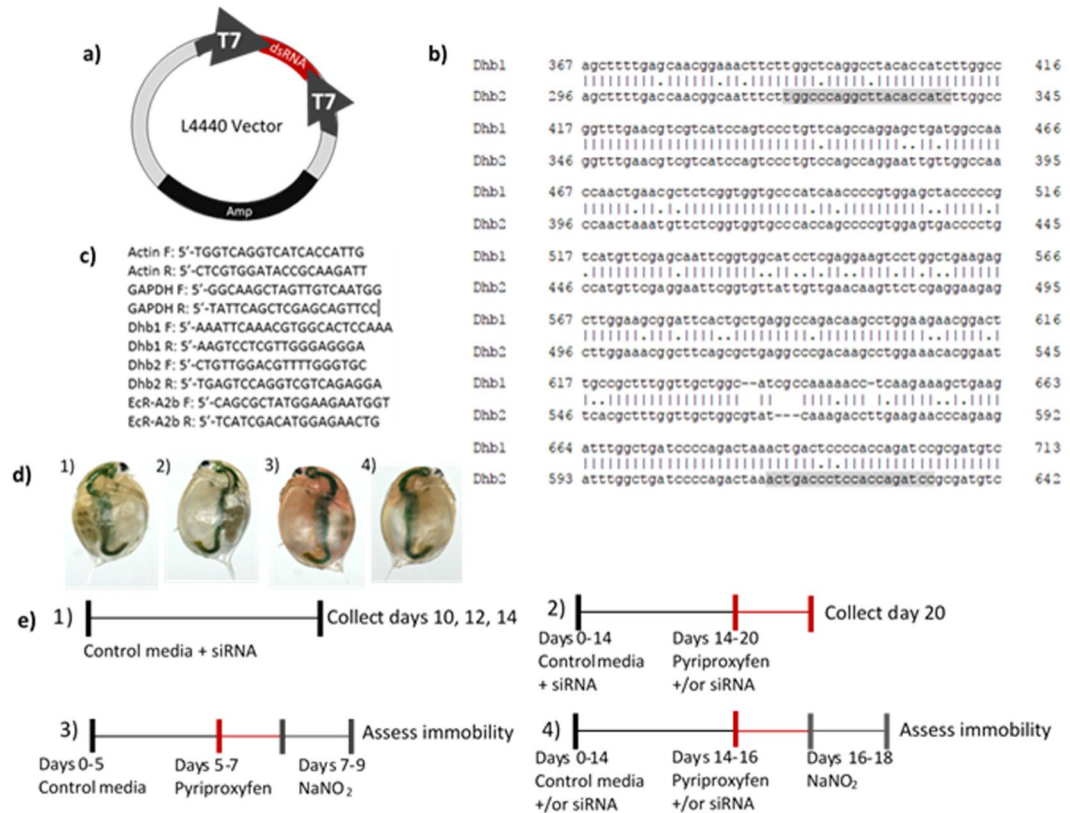 a)
T7
dsRNA
T7
L4440 Vector
Amp
b)
Dhb1 367 agcttttgagcaacggaaacttcttggctcaggcctacaccatcttggcc 416
Dhb2 296 agcttttgaccaacggcaatttcttggcccaggcttacaccatcttggcc 345
Dhb1 417 ggtttgaacgtcgtcatccagtccctgttcagccaggagctgatggccaa 466
Dhb2 346 ggtttgaacgtcgtcatccagtccctgtccagccaggaattgttggccaa 395
Dhb1 467 ccaactgaacgctctcggtggtgcccatcaaccccgtggagctacccccg 516
Dhb2 396 ccaactaaatgttctcggtggtgcccaccagccccgtggagtgacccctg 445
Dhb1 517 tcatgttcgagcaattcggtggcatcctcgaggaagtcctggctgaagag 566
Dhb2 446 ccatgttcgaggaattcggtgttattgttgaacaagttctcgaggaagag 495
Dhb1 567 cttggaagcggattcactgctgaggccagacaagcctggaagaacggact 616
Dhb2 496 cttggaaacggcttcagcgctgaggcccgacaagcctggaaacacggaat 545
Dhb1 617 tgccgctttggttgctggc--atcgccaaaaacc-tcaagaaagctgaag 663
Dhb2 546 tcacgctttggttgctggcgtat---caaagaccttgaagaacccagaag 592
Dhb1 664 atttggctgatccccagactaaactgactccccaccagatccgcgatgtc 713
Dhb2 593 atttggctgatccccagactaaactgaccctccaccagatccgcgatgtc 642
c)
Actin F: 5′-TGGTCAGGTCATCACCATTG
Actin R: 5′-CTCGTGGATACCGCAAGATT
GAPDH F: 5′-GGCAAGCTAGTTGTCAATGG
GAPDH R: 5′-TATTCAGCTCGAGCAGTTCC
Dhb1 F: 5′-AAATTCAAACGTGGCACTCCAAA
Dhb1 R: 5′-AAGTCCTCGTTGGGAGGGA
Dhb2 F: 5′-CTGTTGGACGTTTTGGGTGC
Dhb2 R: 5′-TGAGTCCAGGTCGTCAGAGGA
EcR-A2b F: 5′-CAGCGCTATGGAAGAATGGT
EcR-A2b R: 5′-TCATCGACATGGAGAACTG
d)
1) 2) 3) 4)
e)
1)
Collect days 10, 12, 14
Control media + siRNA
2)
Collect day 20
Days 0-14
Control media
+ siRNA
Days 14-20
Pyriproxyfen
+/or siRNA
3)
Assess immobility
Days 0-5
Control media
Days 5-7
Pyriproxyfen
Days 7-9
NaNO2
4)
Assess immobility
Days 0-14
Control media
+/or siRNA
Days 14-16
Pyriproxyfen
+/or siRNA
Days 16-18
NaNO2